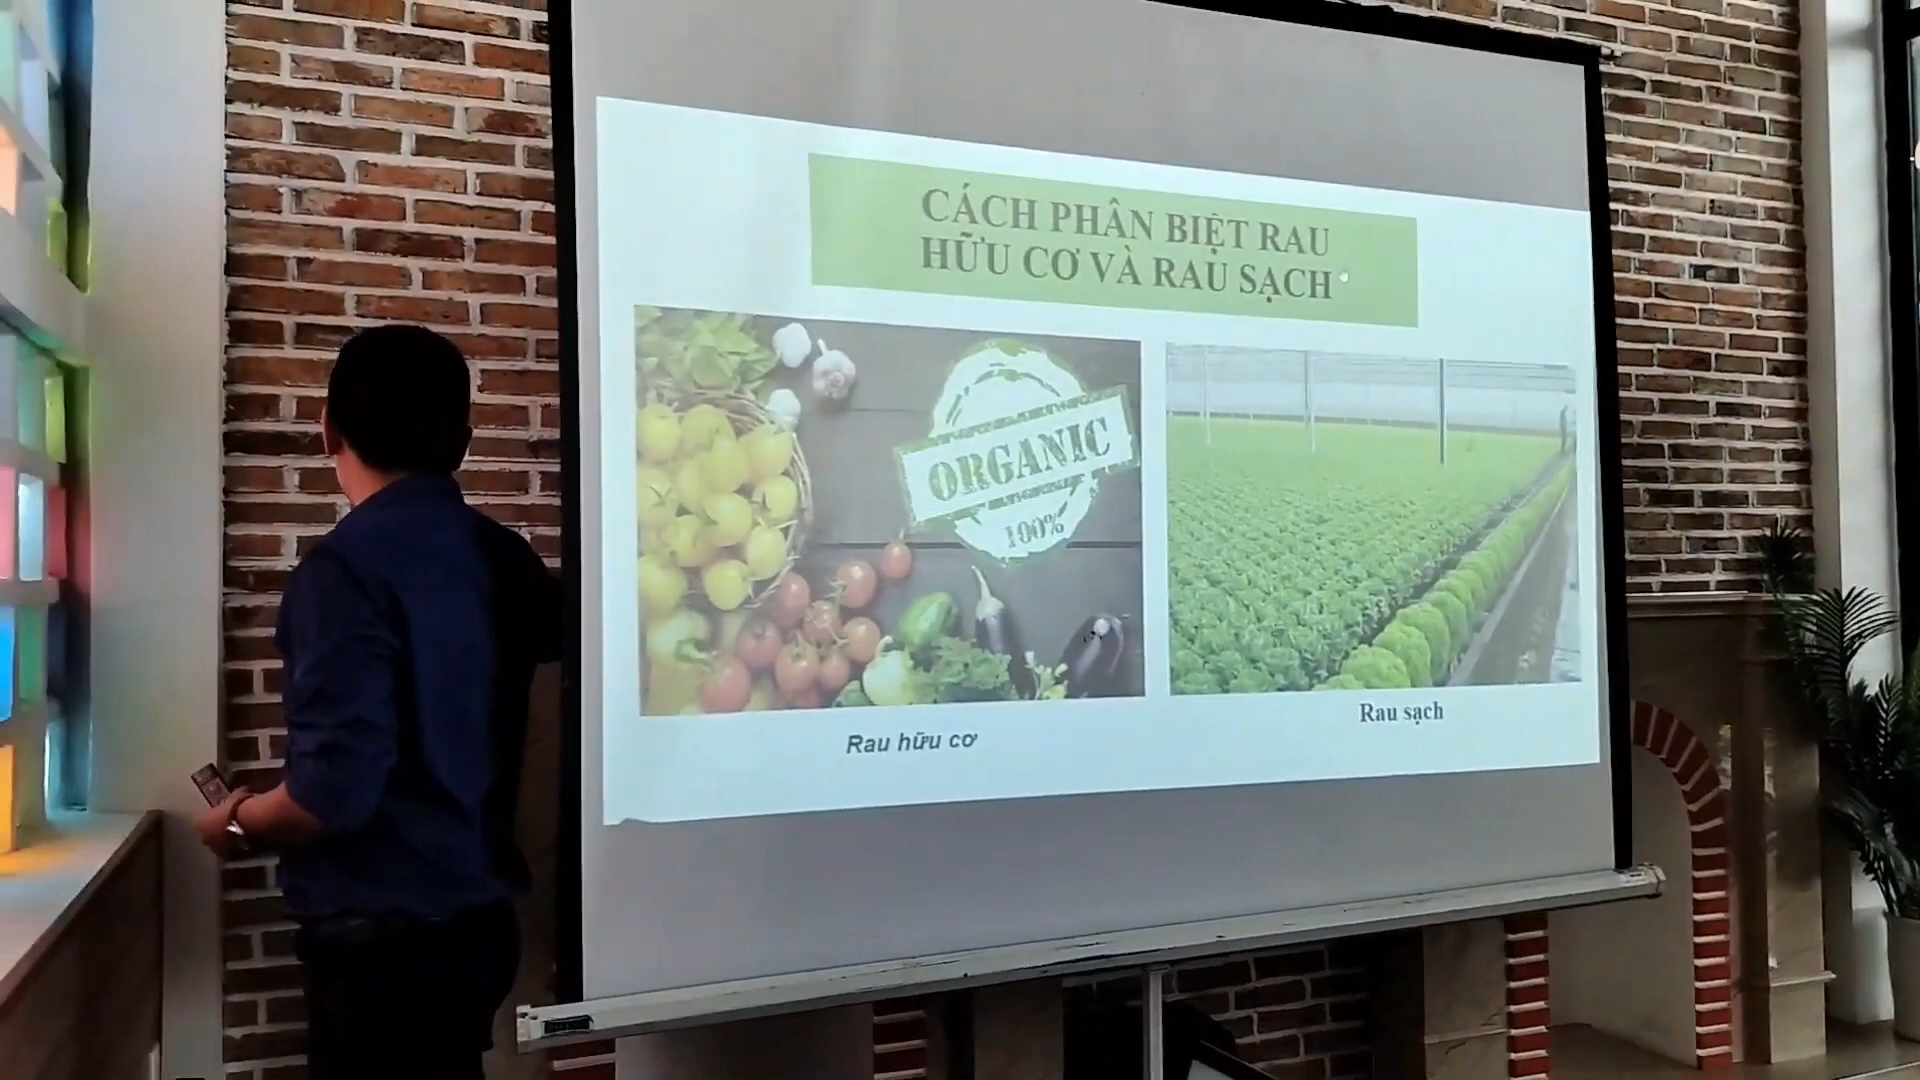 CÁCH PHÂN BIỆT RAU
HỮU CƠ VÀ RAU SẠCH
ORGANIC
100%
Rau hữu cơ
Rau sạch